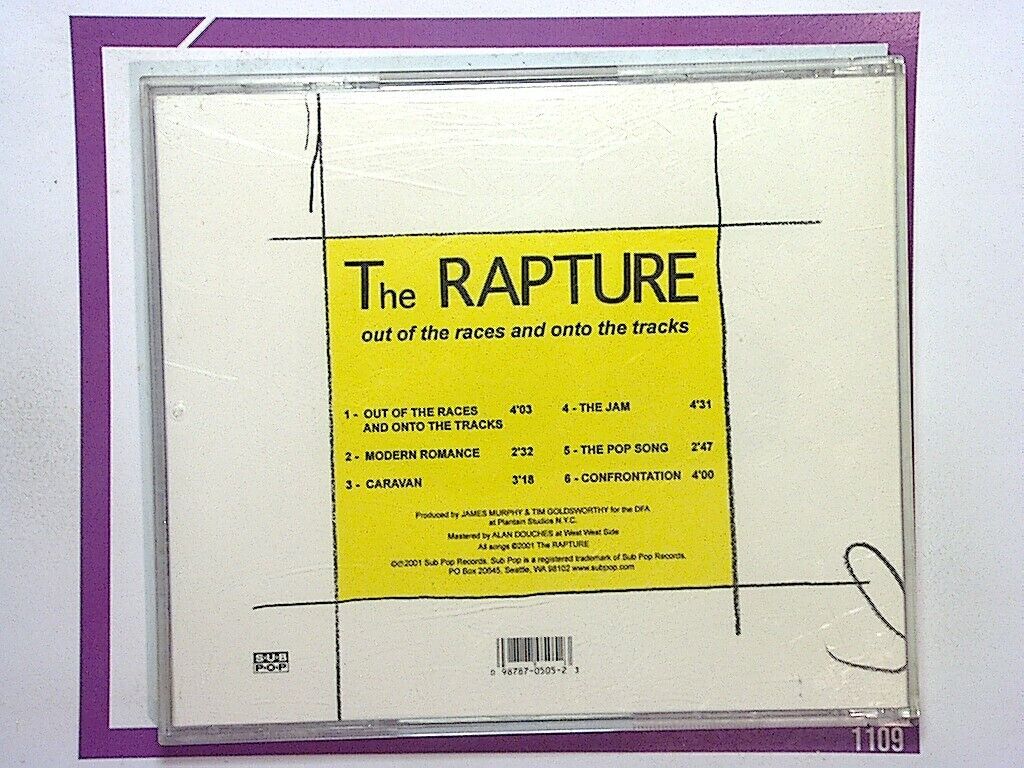 The RAPTURE
out of the races and onto the tracks
1 - OUT OF THE RACES 4'03
AND ONTO THE TRACKS
2 - MODERN ROMANCE 2'32
3 - CARAVAN 3'18
4 - THE JAM 4'31
5 - THE POP SONG 2'47
6 - CONFRONTATION 4'00
Produced by JAMES MURPHY & TIM GOLDSWORTHY for the DFA
at Plantain Studios N.Y.C.
Mastered by ALAN DOUCHES at West West Side
All songs ©2001 The RAPTURE
©℗2001 Sub Pop Records. Sub Pop is a registered trademark of Sub Pop Records.
PO Box 20645, Seattle, WA 98102 www.subpop.com
SUB
POP
0 98787-0505-2 3
1109